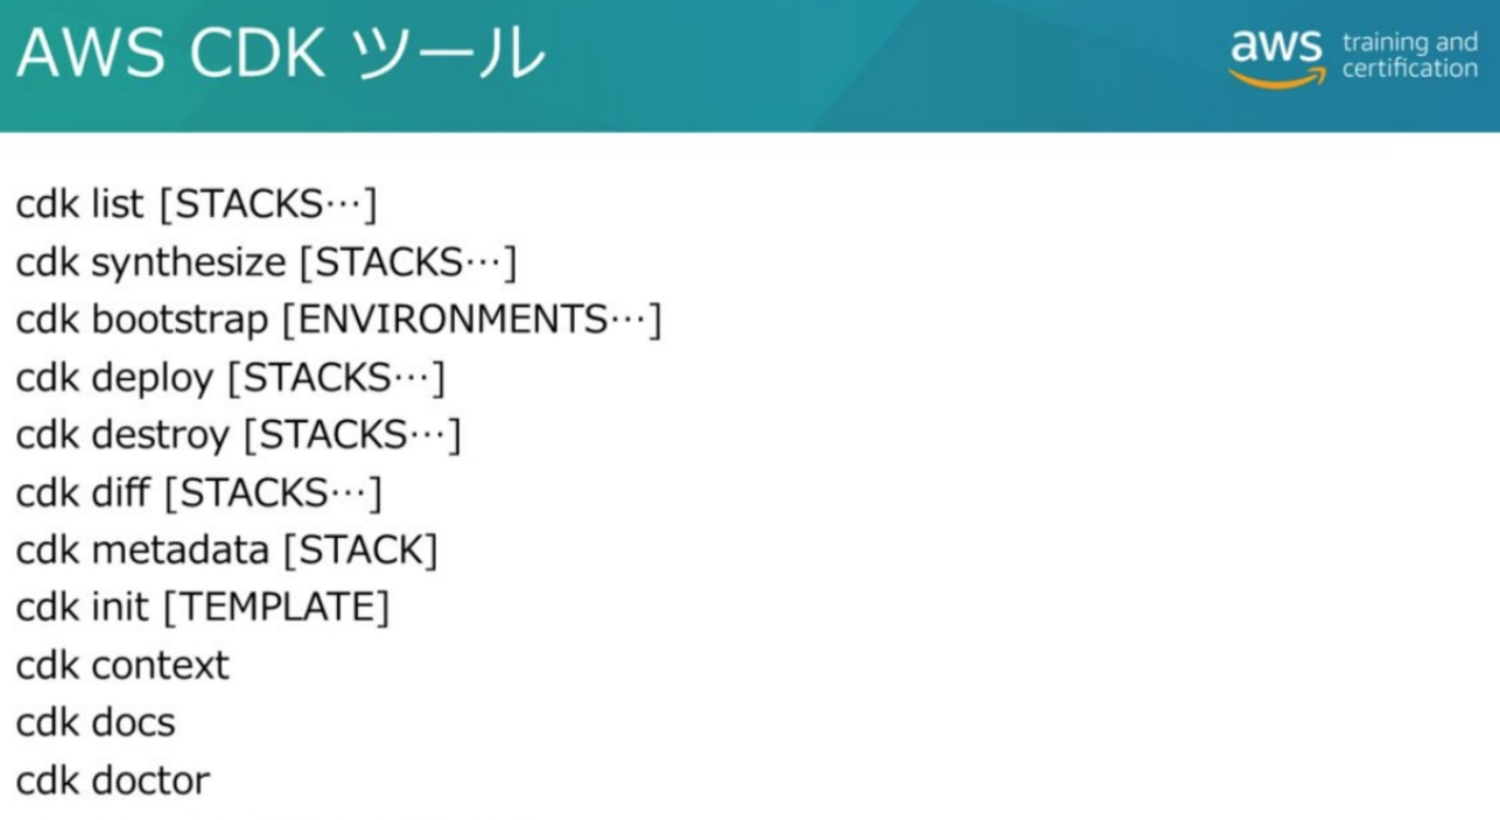 AWS CDK ツール
aws training and
certification
cdk list [STACKS…]
cdk synthesize [STACKS…]
cdk bootstrap [ENVIRONMENTS…]
cdk deploy [STACKS…]
cdk destroy [STACKS…]
cdk diff [STACKS…]
cdk metadata [STACK]
cdk init [TEMPLATE]
cdk context
cdk docs
cdk doctor